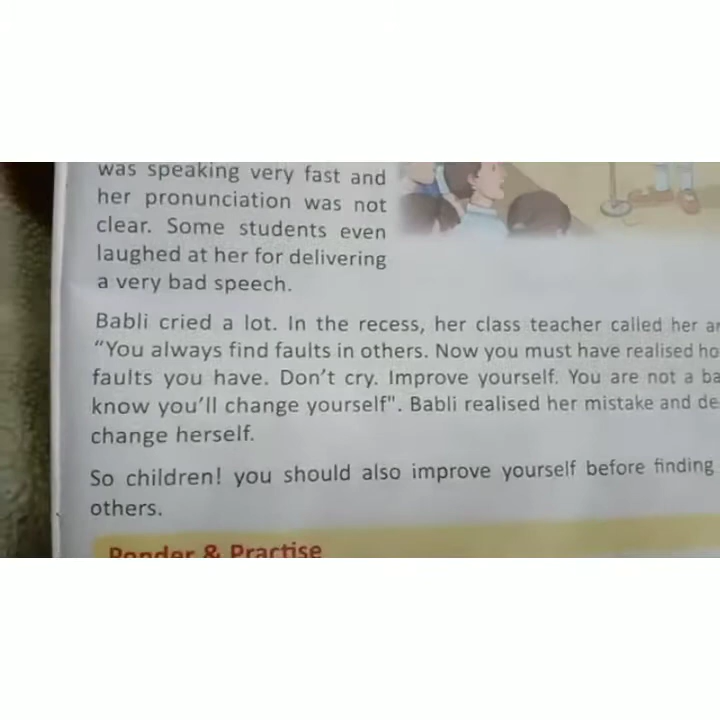 was speaking very fast and
her pronunciation was not
clear. Some students even
laughed at her for delivering
a very bad speech.
Babli cried a lot. In the recess, her class teacher called her
"You always find faults in others. Now you must have realised
faults you have. Don't cry. Improve yourself. You are not a
know you'll change yourself". Babli realised her mistake and
change herself.
So children! you should also improve yourself before finding
others.
Ponder & Practise